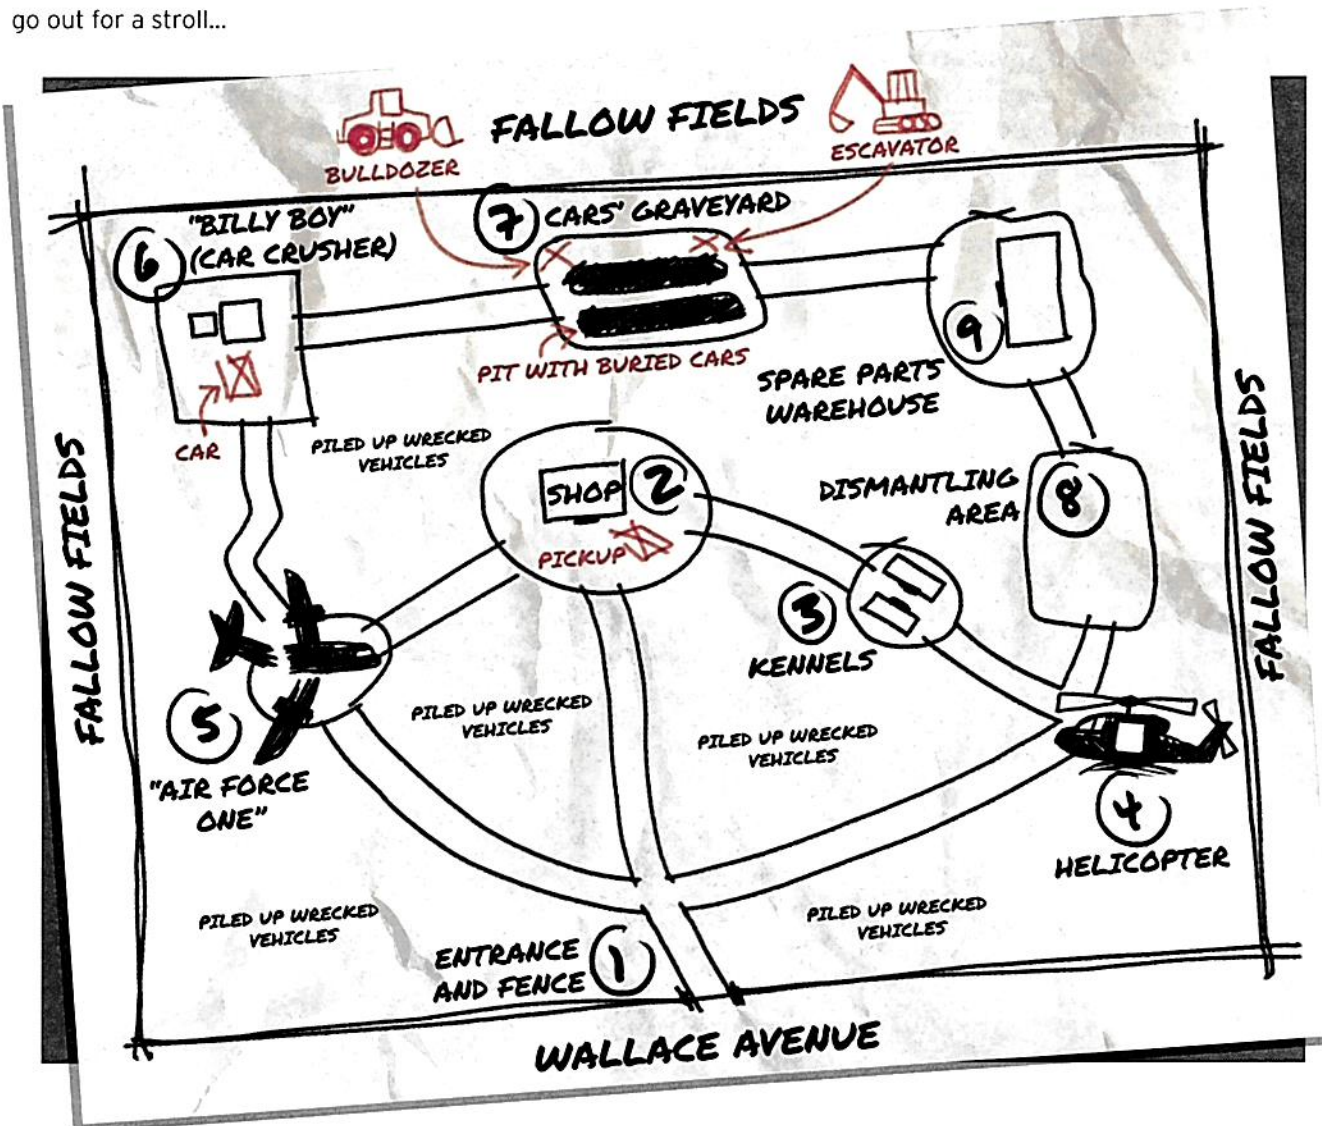 go out for a stroll...
FALLOW FIELDS
BULLDOZER
ESCAVATOR
"BILLY BOY"
(CAR CRUSHER)
6
7
CARS' GRAVEYARD
9
PIT WITH BURIED CARS
SPARE PARTS
WAREHOUSE
CAR
PILED UP WRECKED
VEHICLES
SHOP
2
PICKUP
DISMANTLING
AREA
8
FALLOW FIELDS
FALLOW FIELDS
3
KENNELS
5
"AIR FORCE
ONE"
PILED UP WRECKED
VEHICLES
PILED UP WRECKED
VEHICLES
4
HELICOPTER
PILED UP WRECKED
VEHICLES
PILED UP WRECKED
VEHICLES
ENTRANCE
AND FENCE
1
WALLACE AVENUE